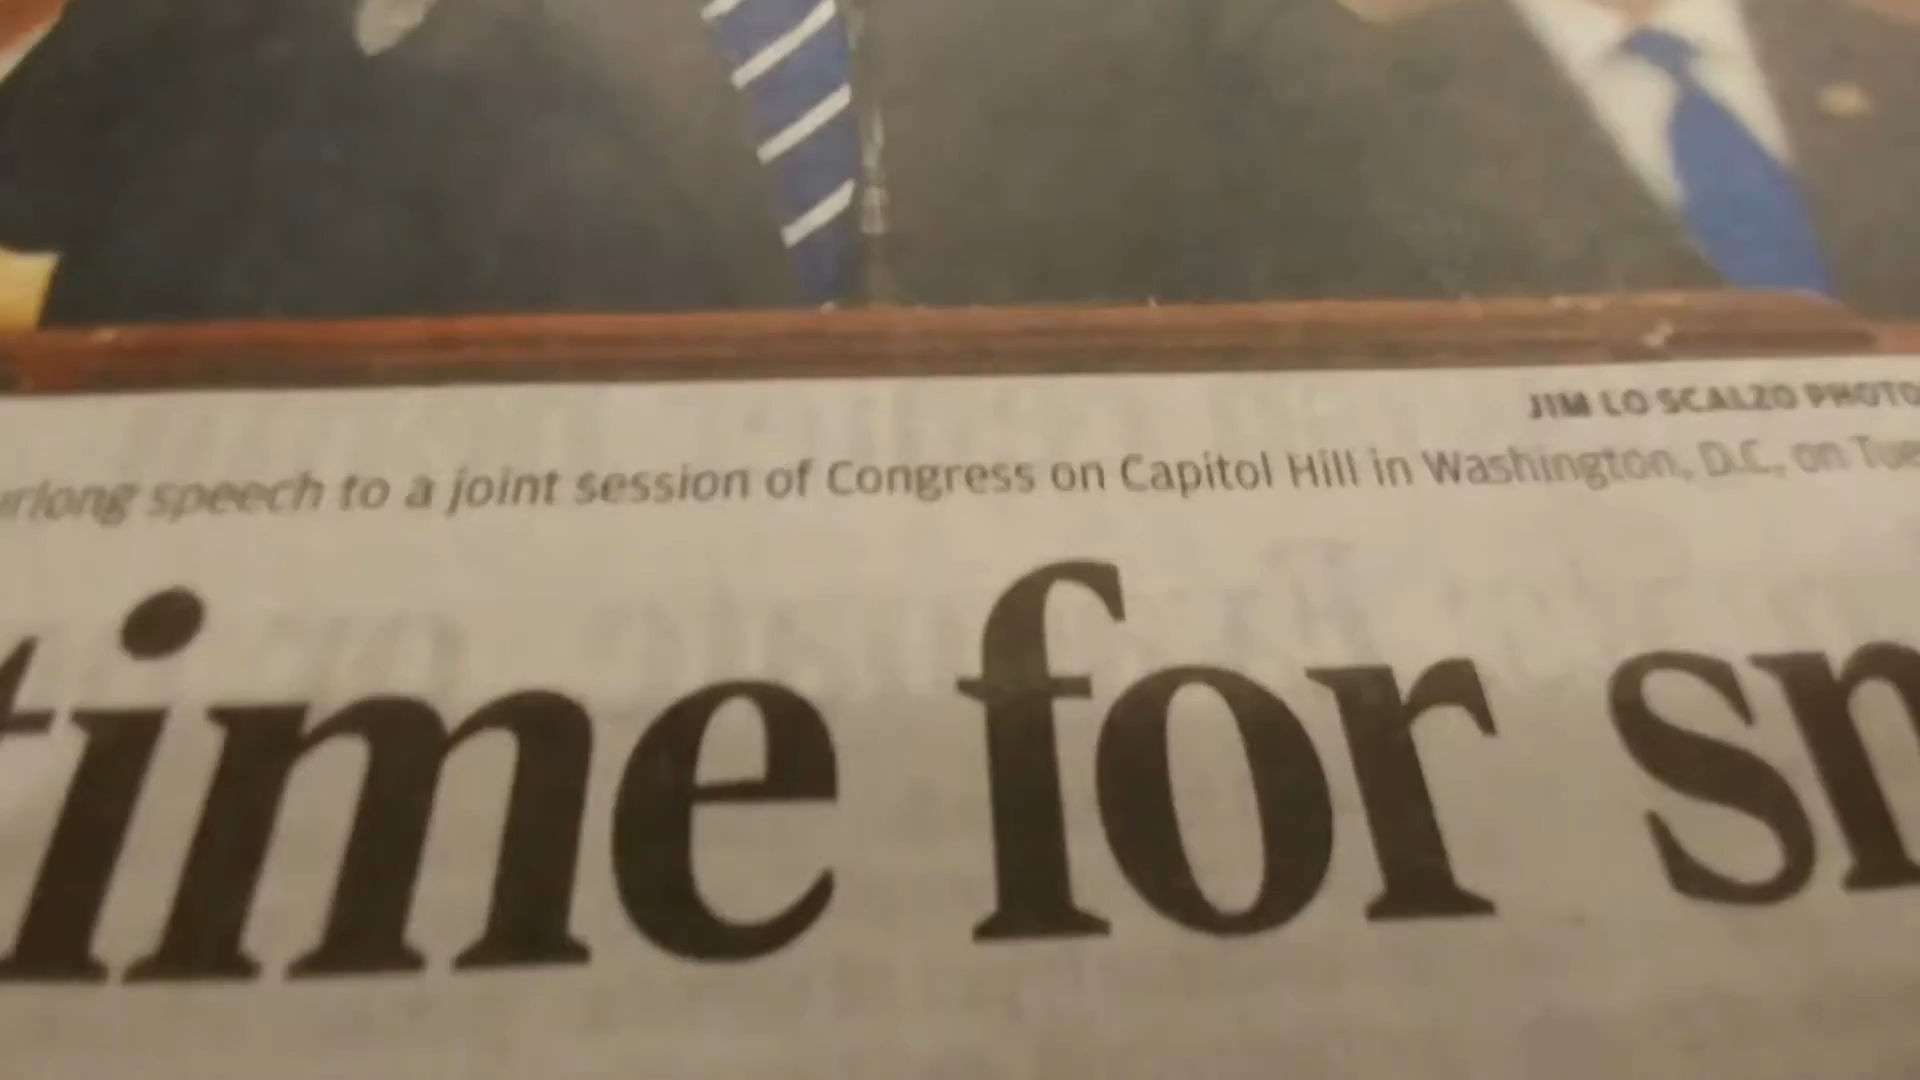 JIM LO SCALZO PHOTO
speech to a joint session of Congress on Capitol Hill in Washington, D.C. on
time for